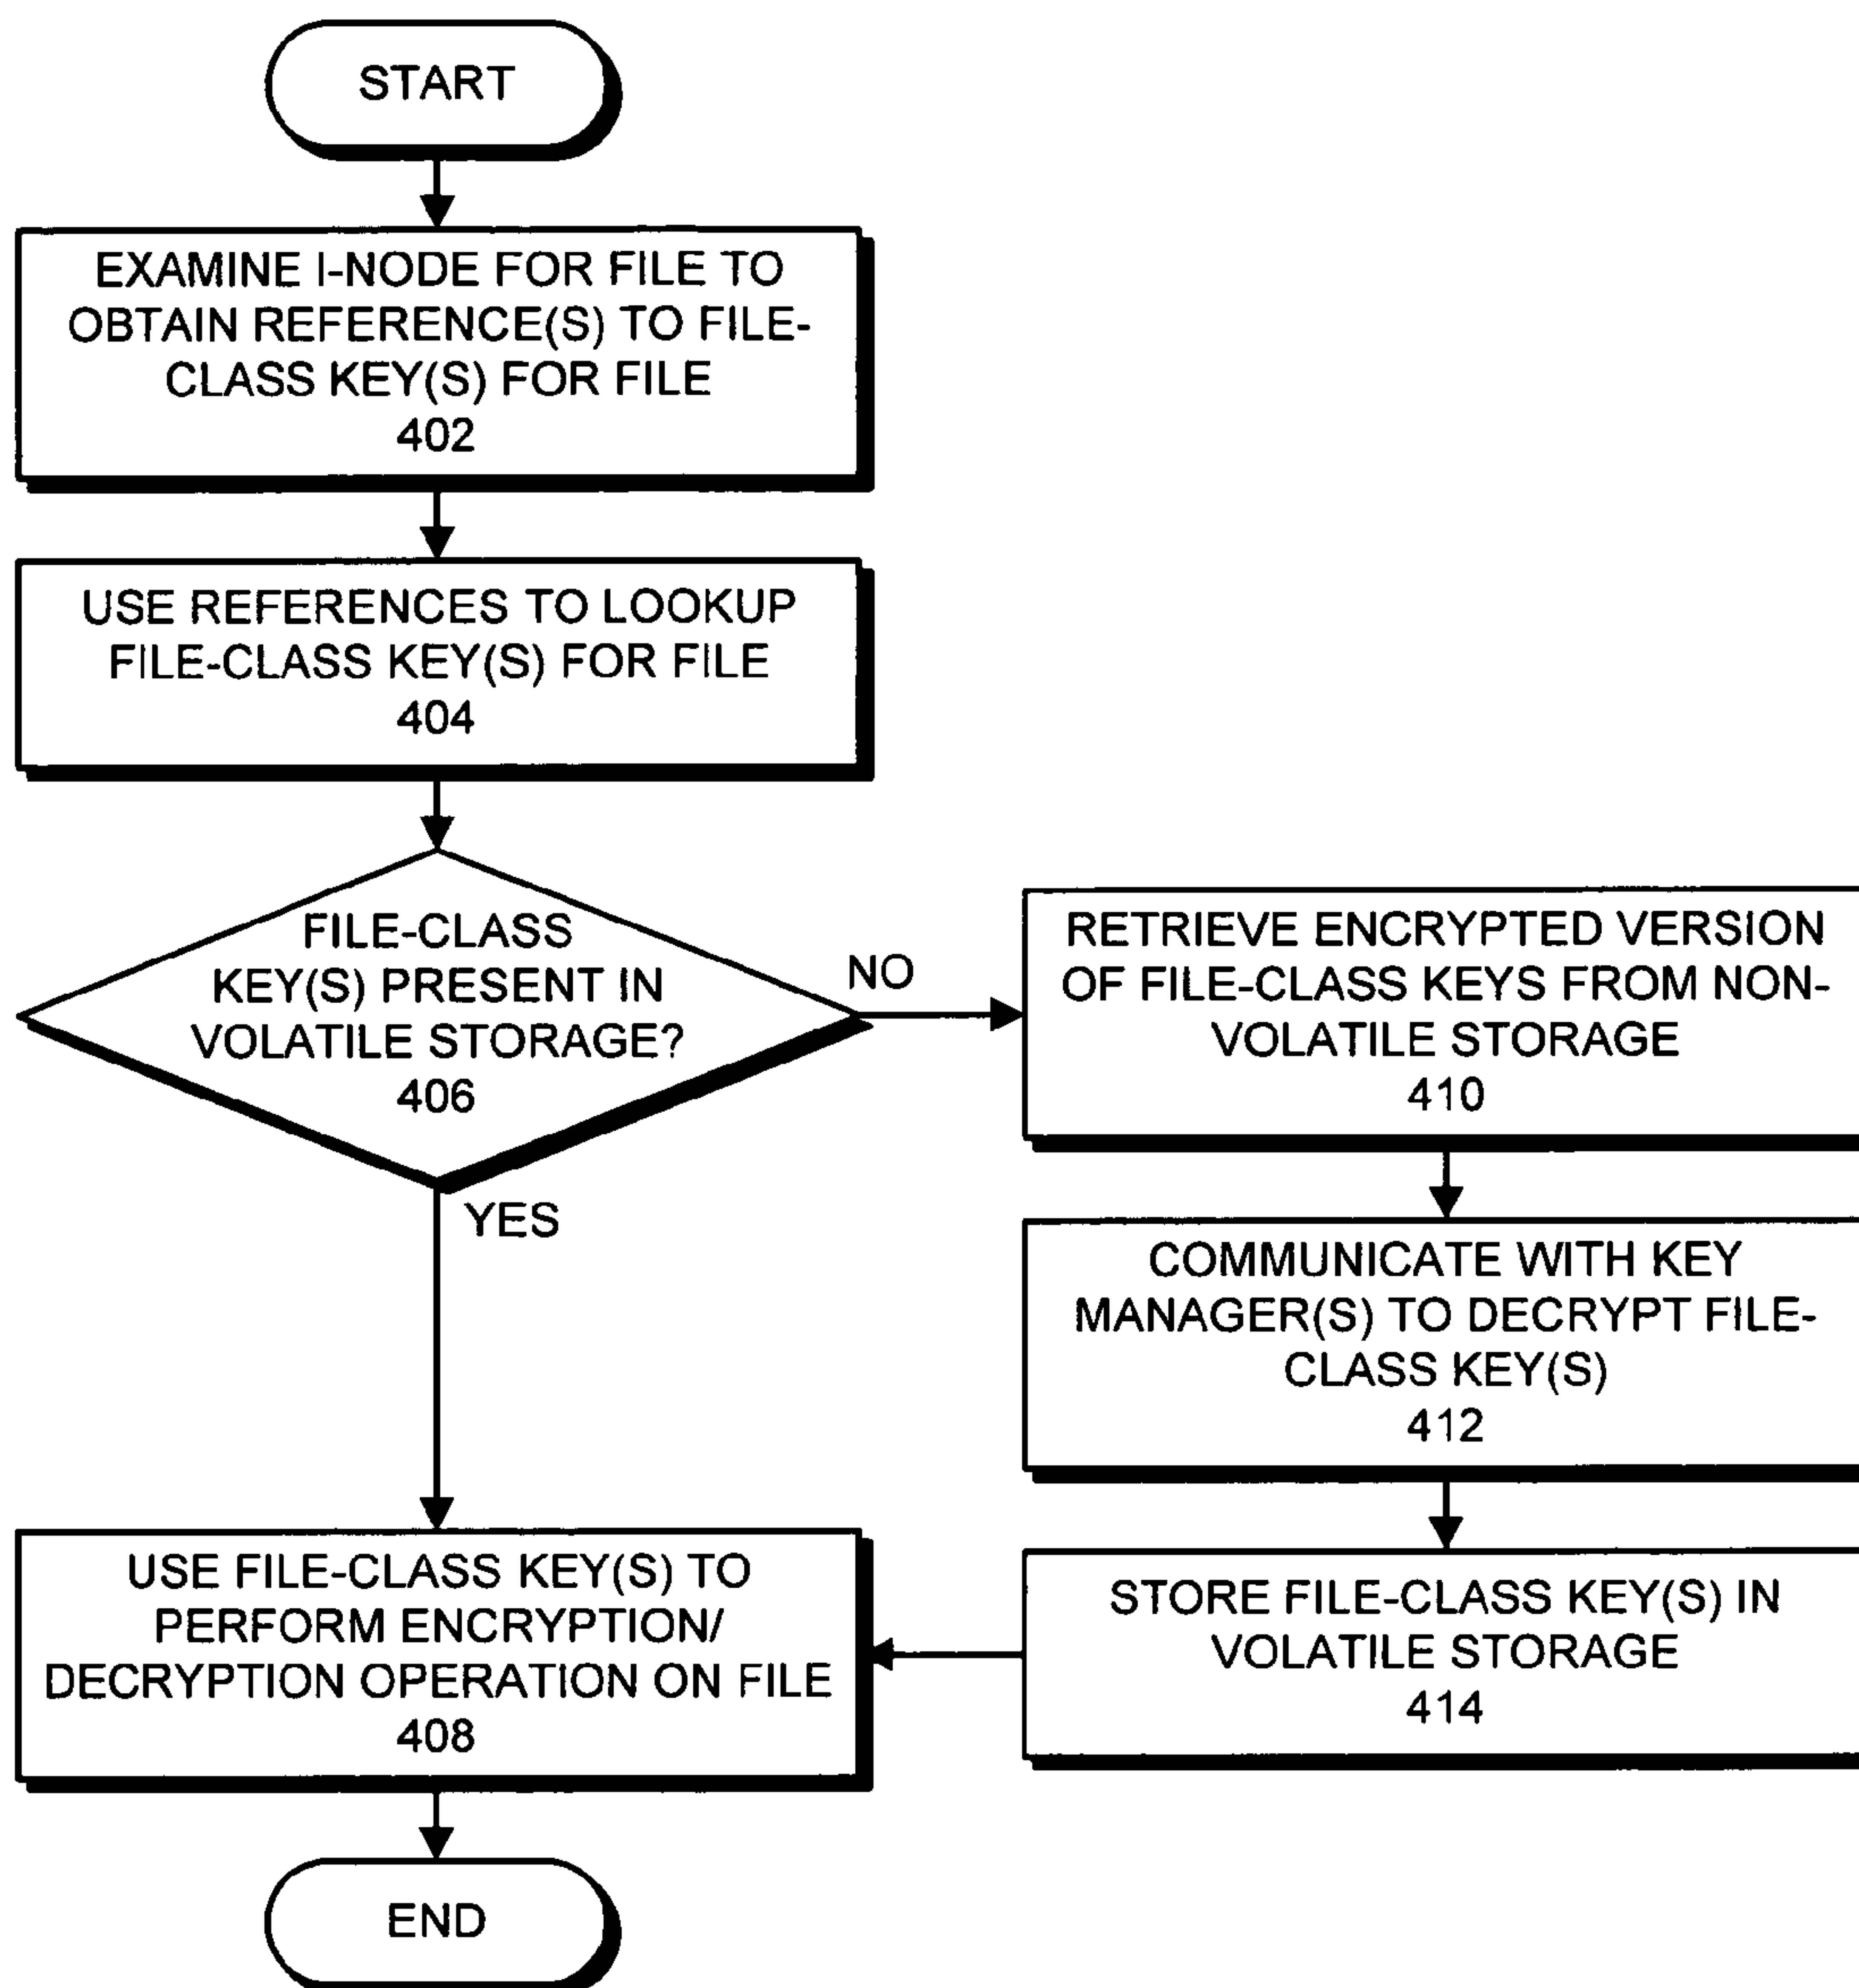 START
EXAMINE I-NODE FOR FILE TO
OBTAIN REFERENCE(S) TO FILE-
CLASS KEY(S) FOR FILE
402
USE REFERENCES TO LOOKUP
FILE-CLASS KEY(S) FOR FILE
404
FILE-CLASS
KEY(S) PRESENT IN
VOLATILE STORAGE?
406
NO
YES
RETRIEVE ENCRYPTED VERSION
OF FILE-CLASS KEYS FROM NON-
VOLATILE STORAGE
410
COMMUNICATE WITH KEY
MANAGER(S) TO DECRYPT FILE-
CLASS KEY(S)
412
STORE FILE-CLASS KEY(S) IN
VOLATILE STORAGE
414
USE FILE-CLASS KEY(S) TO
PERFORM ENCRYPTION/
DECRYPTION OPERATION ON FILE
408
END